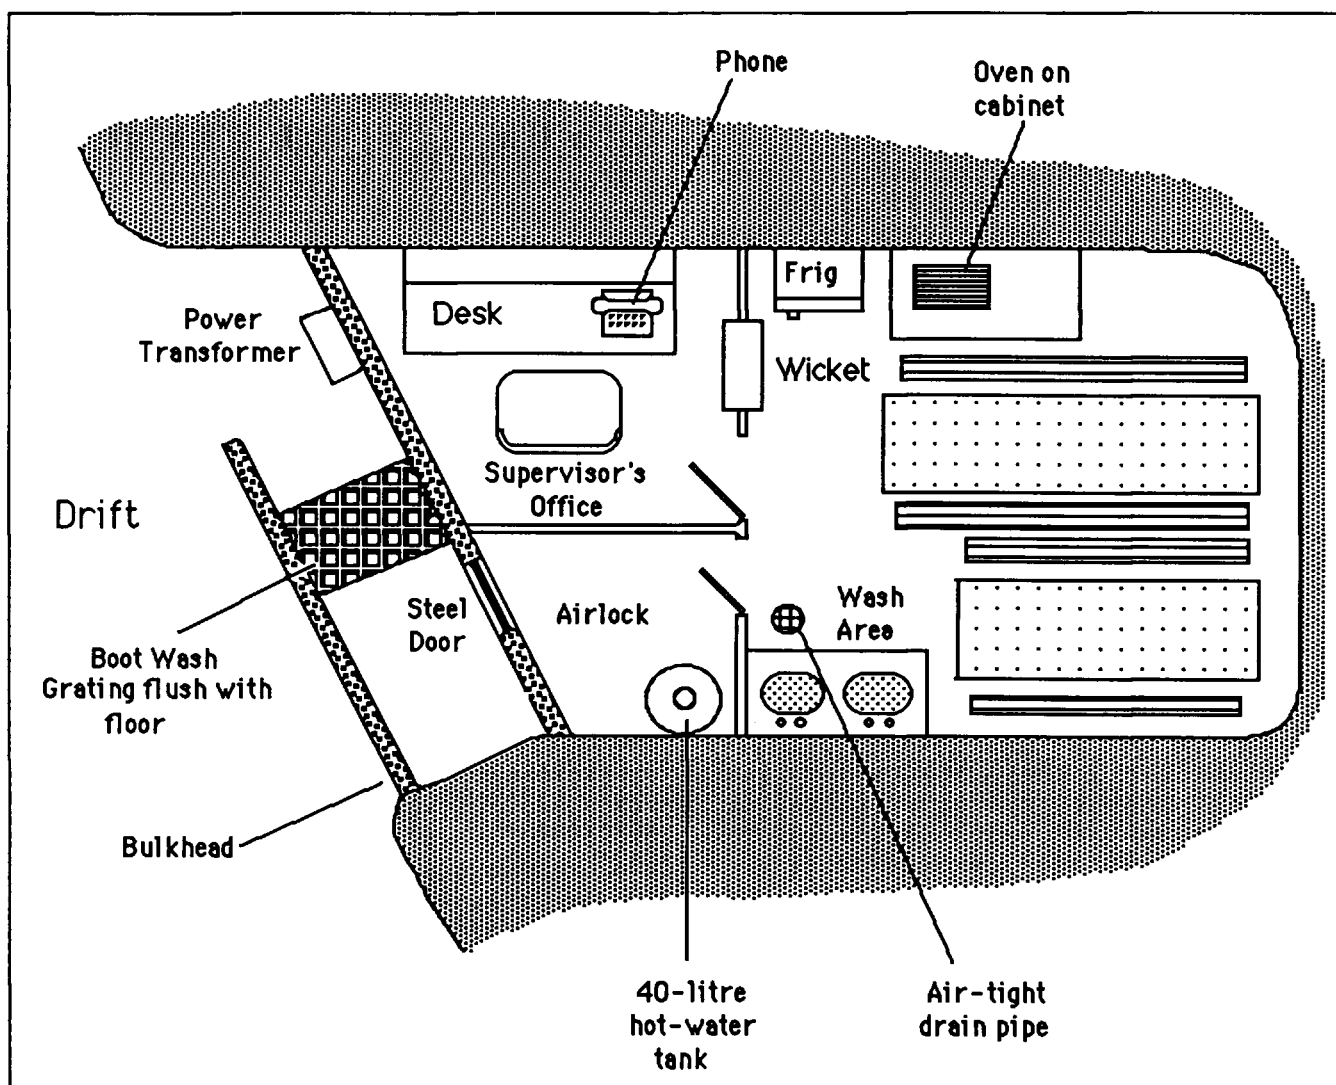 Phone
Oven on
cabinet
Frig
Desk
Power
Transformer
Wicket
Supervisor's
Office
Drift
Steel
Door
Airlock
Wash
Area
Boot Wash
Grating flush with
floor
Bulkhead
40-litre
hot-water
tank
Air-tight
drain pipe